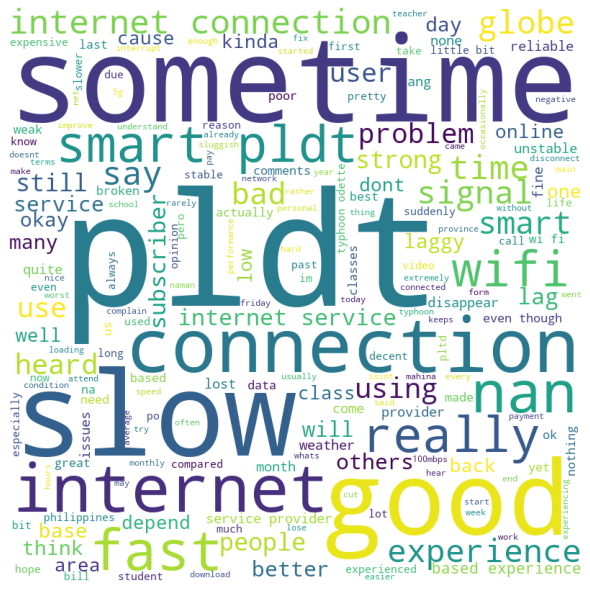 internet connection
cause
day
globe
teacher
expensive
last
interrupt
enough
fix
kinda
started
first
take
none
little bit
reliable
sometime
slower
due
5g
net
poor
user
pretty
lang
occasionally
negative
weak
improve
understand
reason
already
came
online
know
smart pldt
problem
unstable
doesnt
terms
sluggish
pay
strong
time
disconnect
make
say
stable
network
year
comments
rather
typhoon odette
dont
signal
still
broken
rarely
best
one
fine
main
service
school
actually
bad
personal
thing
suddenly
without
life
okay
pero
performance
hard
laggy
smart
province
many
subscriber
opinion
low
past
video
call
wi fi
quite
always
naman
im
classes
extremely
connected
wifi
nice
even
worst
pldt
friday
today
form
lag
disappear
went
use
complain
internet service
typhoon
keeps
even though
well
us
used
decent
pltd
connection
loading
long
heard
now
condition
attend
based
speed
lost
data
usually
class
using
isint
mahina
every
nan
especially
na
need
issues
po
try
often
slow
will
come
made
said
provider
payment
ok
nothing
average
weather
whats
100mbps
really
great
monthly
compared
others
hear
back
yet
internet
hours
may
month
cut
end
experiencing
bit
philippines
depend
service provider
lot
start
week
good
base
much
lose
work
think
fast
people
experience
hope
area
bill
student
download
better
experienced
easier
based experience